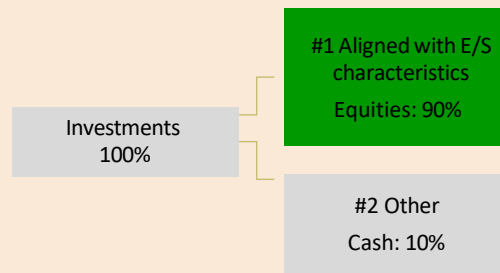 #1 Aligned with E/S
characteristics
Equities: 90%
Investments
100%
#2 Other
Cash: 10%